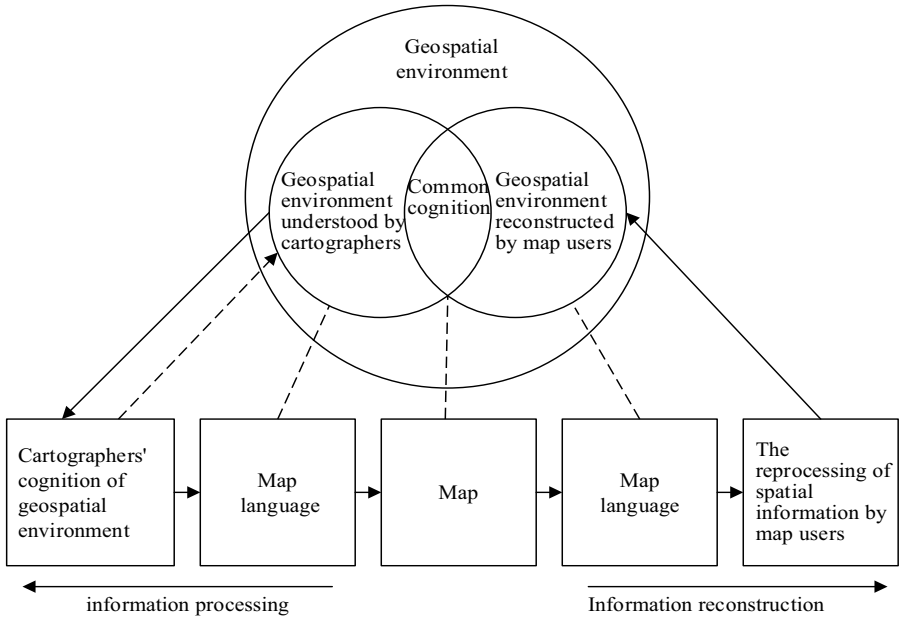 Geospatial
environment
Geospatial
environment
understood by
cartographers
Common
cognition
Geospatial
environment
reconstructed
by map users
Cartographers'
cognition of
geospatial
environment
Map
language
Map
Map
language
The
reprocessing of
spatial
information by
map users
information processing
Information reconstruction